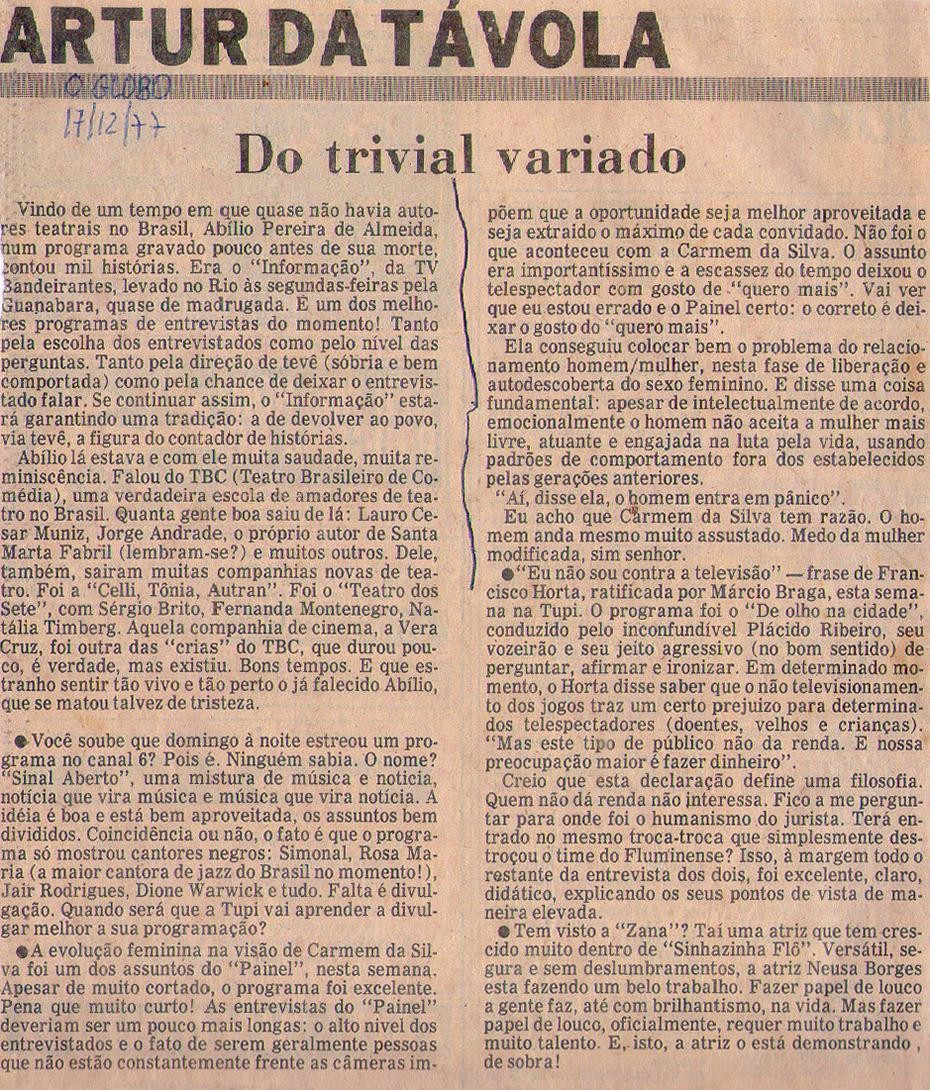 ARTUR DA TÁVOLA
O GLOBO
17/12/77
Do trivial variado
Vindo de um tempo em que quase não havia auto-
res teatrais no Brasil, Abílio Pereira de Almeida,
num programa gravado pouco antes de sua morte,
contou mil histórias. Era o “Informação”, da TV
Bandeirantes, levado no Rio às segundas-feiras pela
Guanabara, quase de madrugada. É um dos melho-
res programas de entrevistas do momento! Tanto
pela escolha dos entrevistados como pelo nível das
perguntas. Tanto pela direção de tevê (sóbria e bem
comportada) como pela chance de deixar o entrevis-
tado falar. Se continuar assim, o “Informação” esta-
rá garantindo uma tradição: a de devolver ao povo,
via tevê, a figura do contador de histórias.
Abílio lá estava e com ele muita saudade, muita re-
miniscência. Falou do TBC (Teatro Brasileiro de Co-
média), uma verdadeira escola de amadores de tea-
tro no Brasil. Quanta gente boa saiu de lá: Lauro Ce-
sar Muniz, Jorge Andrade, o próprio autor de Santa
Marta Fabril (lembram-se?) e muitos outros. Dele,
também, sairam muitas companhias novas de tea-
tro. Foi a “Celli, Tônia, Autran”. Foi o “Teatro dos
Sete”, com Sérgio Brito, Fernanda Montenegro, Na-
tália Timberg. Aquela companhia de cinema, a Vera
Cruz, foi outra das “crias” do TBC, que durou pou-
co, é verdade, mas existiu. Bons tempos. E que es-
tranho sentir tão vivo e tão perto o já falecido Abílio,
que se matou talvez de tristeza.
● Você soube que domingo à noite estreou um pro-
grama no canal 6? Pois é. Ninguém sabia. O nome?
“Sinal Aberto”, uma mistura de música e noticia,
notícia que vira música e música que vira notícia. A
idéia é boa e está bem aproveitada, os assuntos bem
divididos. Coincidência ou não, o fato é que o progra-
ma só mostrou cantores negros: Simonal, Rosa Ma-
ria (a maior cantora de jazz do Brasil no momento!),
Jair Rodrigues, Dione Warwick e tudo. Falta é divul-
gação. Quando será que a Tupi vai aprender a divul-
gar melhor a sua programação?
● A evolução feminina na visão de Carmem da Sil-
va foi um dos assuntos do “Painel”, nesta semana.
Apesar de muito cortado, o programa foi excelente.
Pena que muito curto! As entrevistas do “Painel”
deveriam ser um pouco mais longas: o alto nivel dos
entrevistados e o fato de serem geralmente pessoas
que não estão constantemente frente as câmeras im-
põem que a oportunidade seja melhor aproveitada e
seja extraido o máximo de cada convidado. Não foi o
que aconteceu com a Carmem da Silva. O assunto
era importantíssimo e a escassez do tempo deixou o
telespectador com gosto de “quero mais”. Vai ver
que eu estou errado e o Painel certo: o correto é dei-
xar o gosto do “quero mais”.
Ela conseguiu colocar bem o problema do relacio-
namento homem/mulher, nesta fase de liberação e
autodescoberta do sexo feminino. E disse uma coisa
fundamental: apesar de intelectualmente de acordo,
emocionalmente o homem não aceita a mulher mais
livre, atuante e engajada na luta pela vida, usando
padrões de comportamento fora dos estabelecidos
pelas gerações anteriores.
“Aí, disse ela, o homem entra em pânico”.
Eu acho que Carmem da Silva tem razão. O ho-
mem anda mesmo muito assustado. Medo da mulher
modificada, sim senhor.
● “Eu não sou contra a televisão” — frase de Fran-
cisco Horta, ratificada por Márcio Braga, esta sema-
na na Tupi. O programa foi o “De olho na cidade”,
conduzido pelo inconfundível Plácido Ribeiro, seu
vozeirão e seu jeito agressivo (no bom sentido) de
perguntar, afirmar e ironizar. Em determinado mo-
mento, o Horta disse saber que o não televisionamen-
to dos jogos traz um certo prejuizo para determina-
dos telespectadores (doentes, velhos e crianças).
“Mas este tipo de público não da renda. E nossa
preocupação maior é fazer dinheiro”.
Creio que esta declaração define uma filosofia.
Quem não dá renda não interessa. Fico a me pergun-
tar para onde foi o humanismo do jurista. Terá en-
trado no mesmo troca-troca que simplesmente des-
troçou o time do Fluminense? Isso, à margem todo o
restante da entrevista dos dois, foi excelente, claro,
didático, explicando os seus pontos de vista de ma-
neira elevada.
● Tem visto a “Zana”? Taí uma atriz que tem cres-
cido muito dentro de “Sinhazinha Flô”. Versátil, se-
gura e sem deslumbramentos, a atriz Neusa Borges
esta fazendo um belo trabalho. Fazer papel de louco
a gente faz, até com brilhantismo, na vida. Mas fazer
papel de louco, oficialmente, requer muito trabalho e
muito talento. E, isto, a atriz o está demonstrando ,
de sobra!